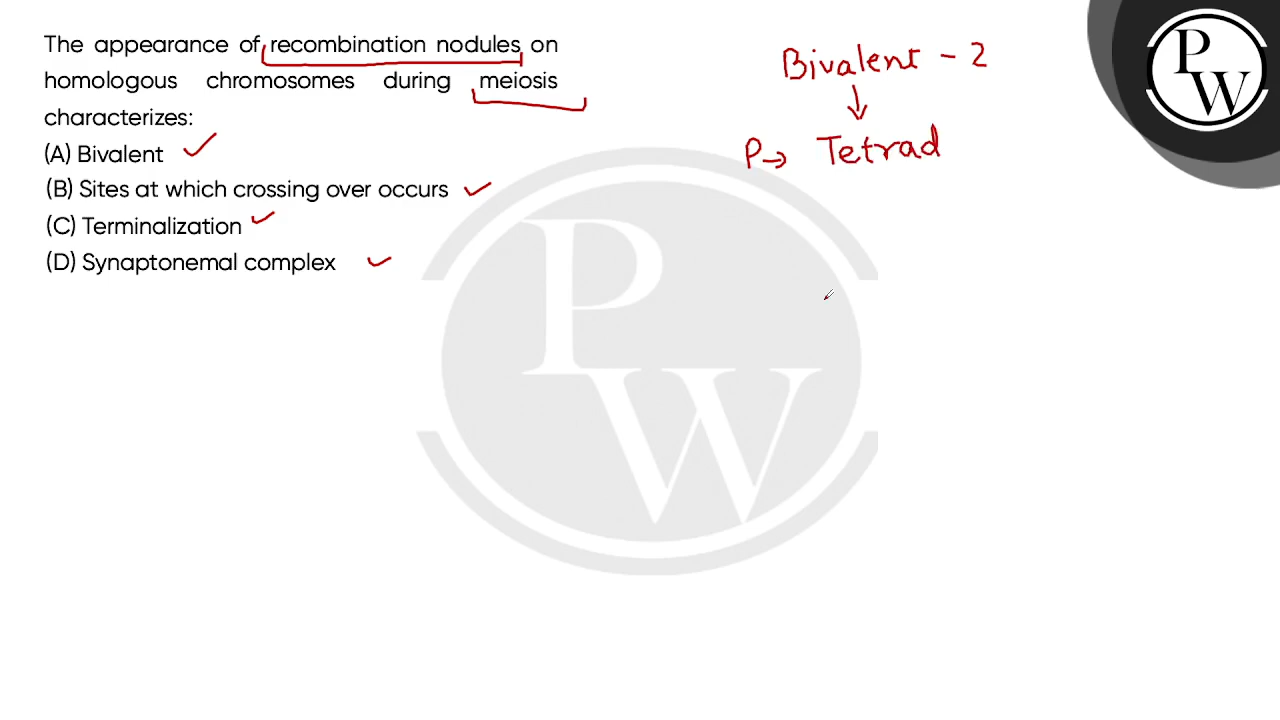 The appearance of recombination nodules on
homologous chromosomes during meiosis
characterizes:
(A) Bivalent
(B) Sites at which crossing over occurs
(C) Terminalization
(D) Synaptonemal complex
Bivalent - 2
↓
P → Tetrad
P
W
P
W